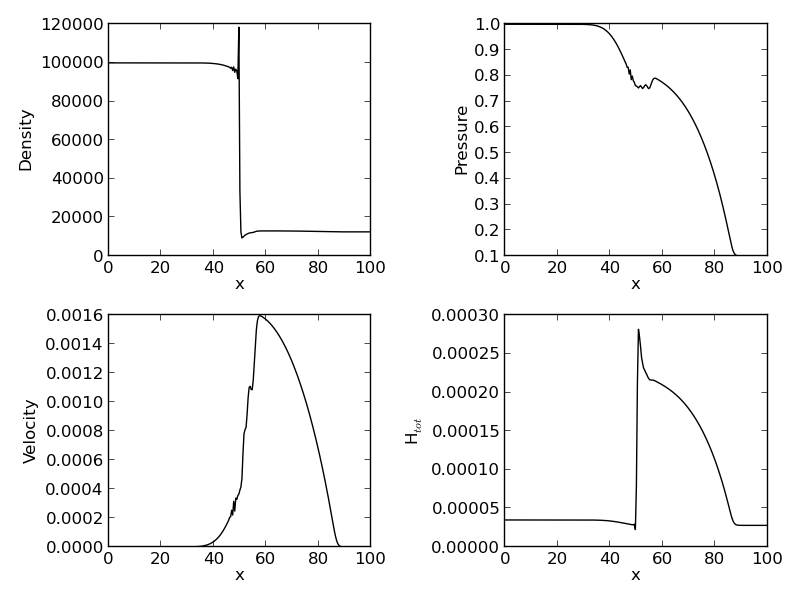 120000
100000
80000
60000
40000
20000
0
Density
0 20 40 60 80 100
x
1.0
0.9
0.8
0.7
0.6
0.5
0.4
0.3
0.2
0.1
Pressure
0 20 40 60 80 100
x
0.0016
0.0014
0.0012
0.0010
0.0008
0.0006
0.0004
0.0002
0.0000
Velocity
0 20 40 60 80 100
x
0.00030
0.00025
0.00020
0.00015
0.00010
0.00005
0.00000
H_tot
0 20 40 60 80 100
x